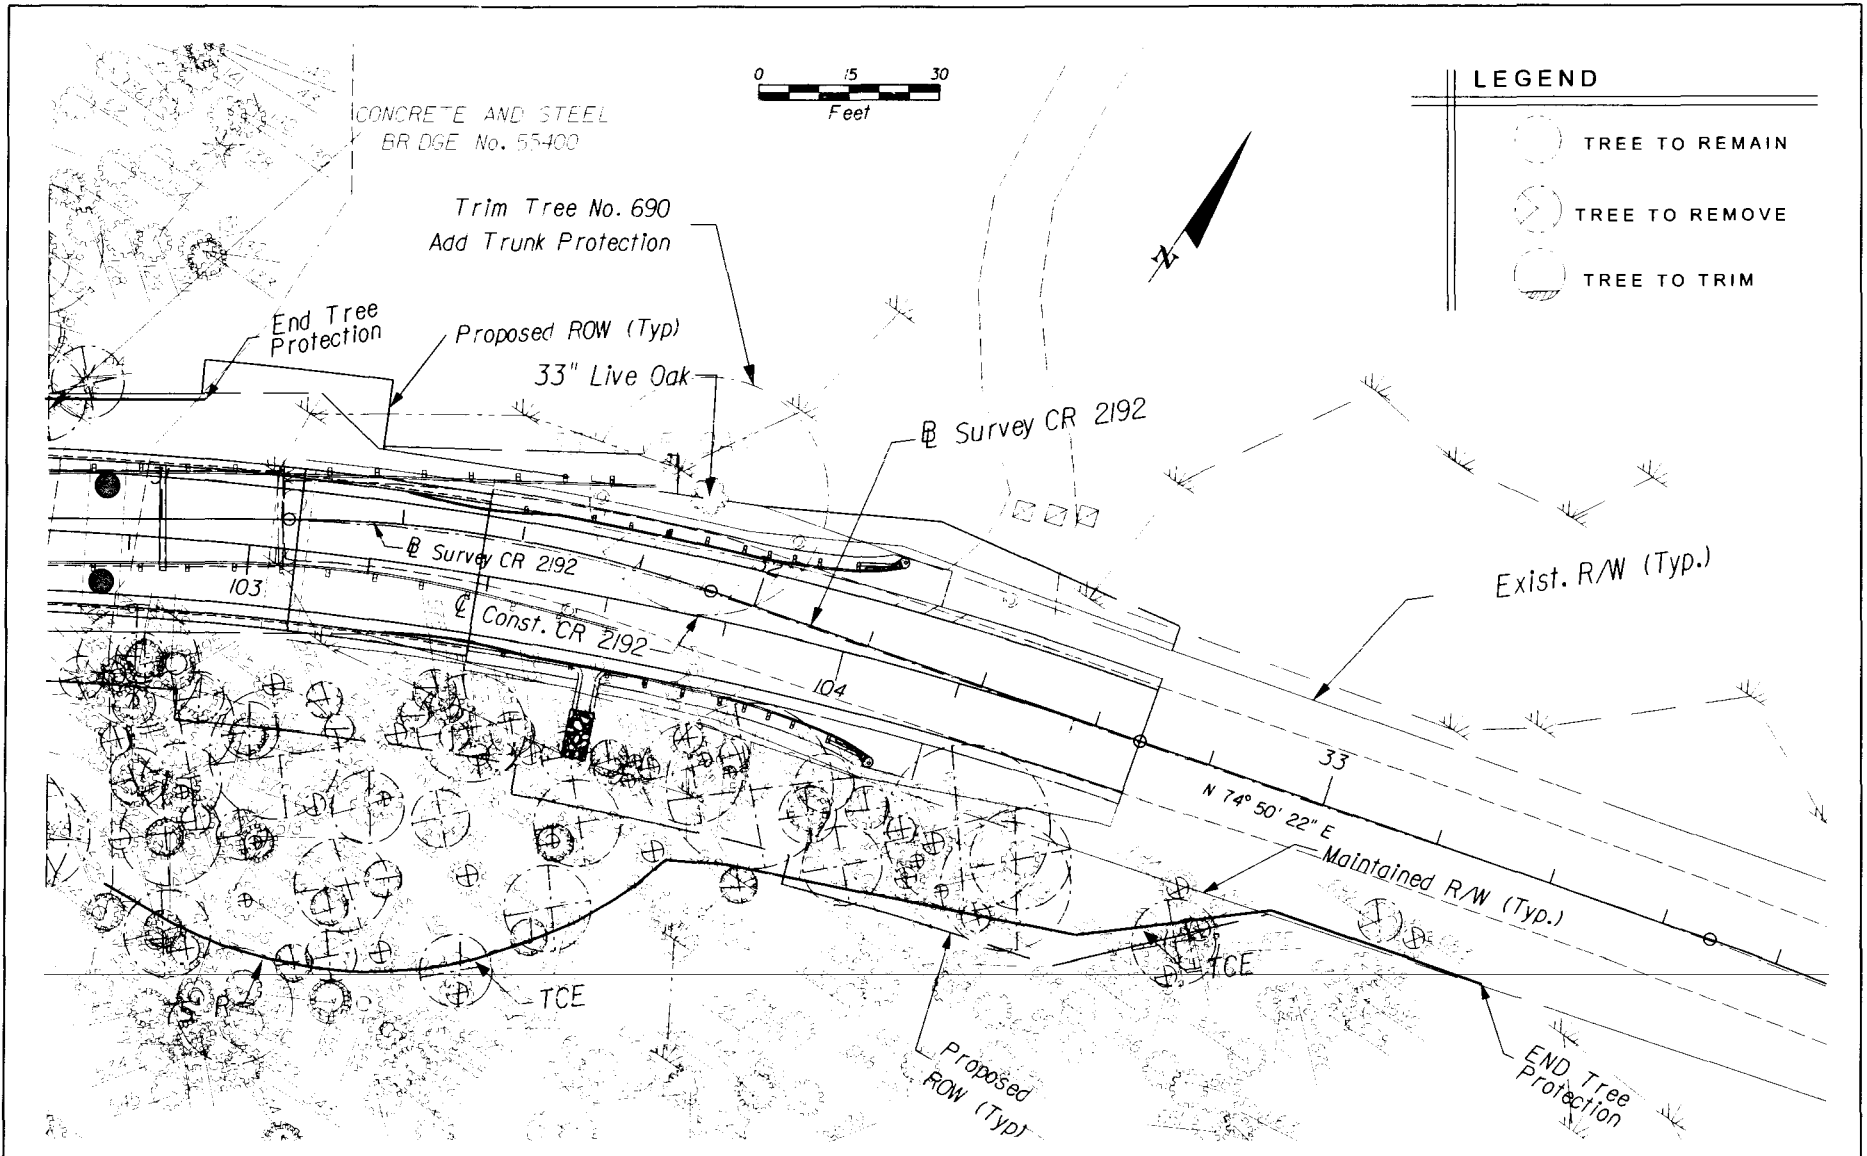 0 15 30
Feet
LEGEND
TREE TO REMAIN
TREE TO REMOVE
TREE TO TRIM
CONCRETE AND STEEL
BR DGE No. 55400
Trim Tree No. 690
Add Trunk Protection
N
End Tree
Protection
Proposed ROW (Typ)
33" Live Oak
B Survey CR 2192
B Survey CR 2192
103
32
Exist. R/W (Typ.)
C Const. CR 2192
104
33
N 74° 50' 22" E
Maintained R/W (Typ.)
TCE
TCE
Proposed
ROW (Typ)
END Tree
Protection